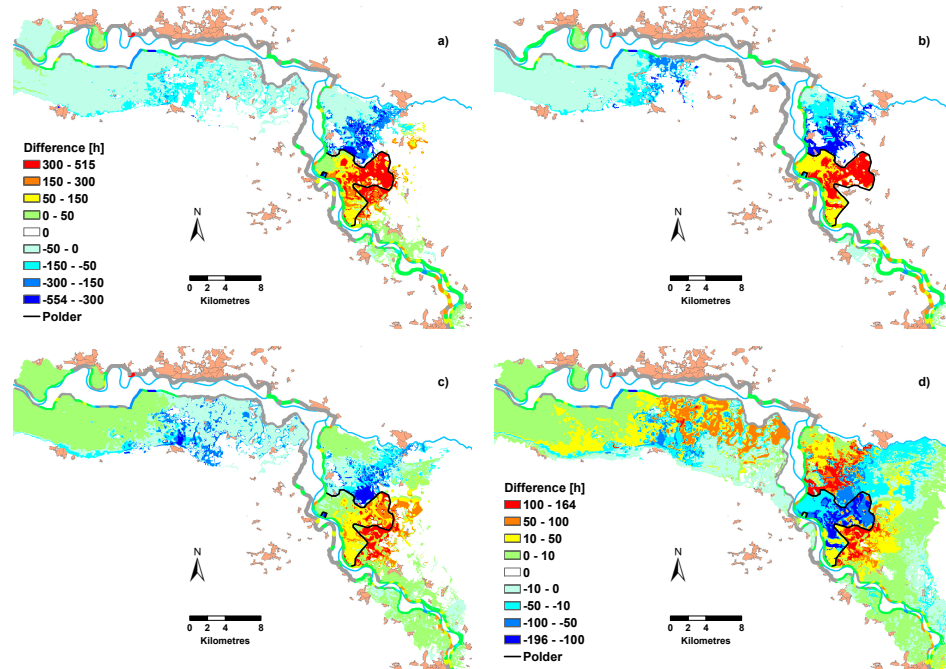 a)
Difference [h]
300 - 515
150 - 300
50 - 150
0 - 50
0
-50 - 0
-150 - -50
-300 - -150
-554 - -300
Polder
N
0 2 4 8
Kilometres
b)
N
0 2 4 8
Kilometres
c)
N
0 2 4 8
Kilometres
d)
Difference [h]
100 - 164
50 - 100
10 - 50
0 - 10
0
-10 - 0
-50 - -10
-100 - -50
-196 - -100
Polder
N
0 2 4 8
Kilometres